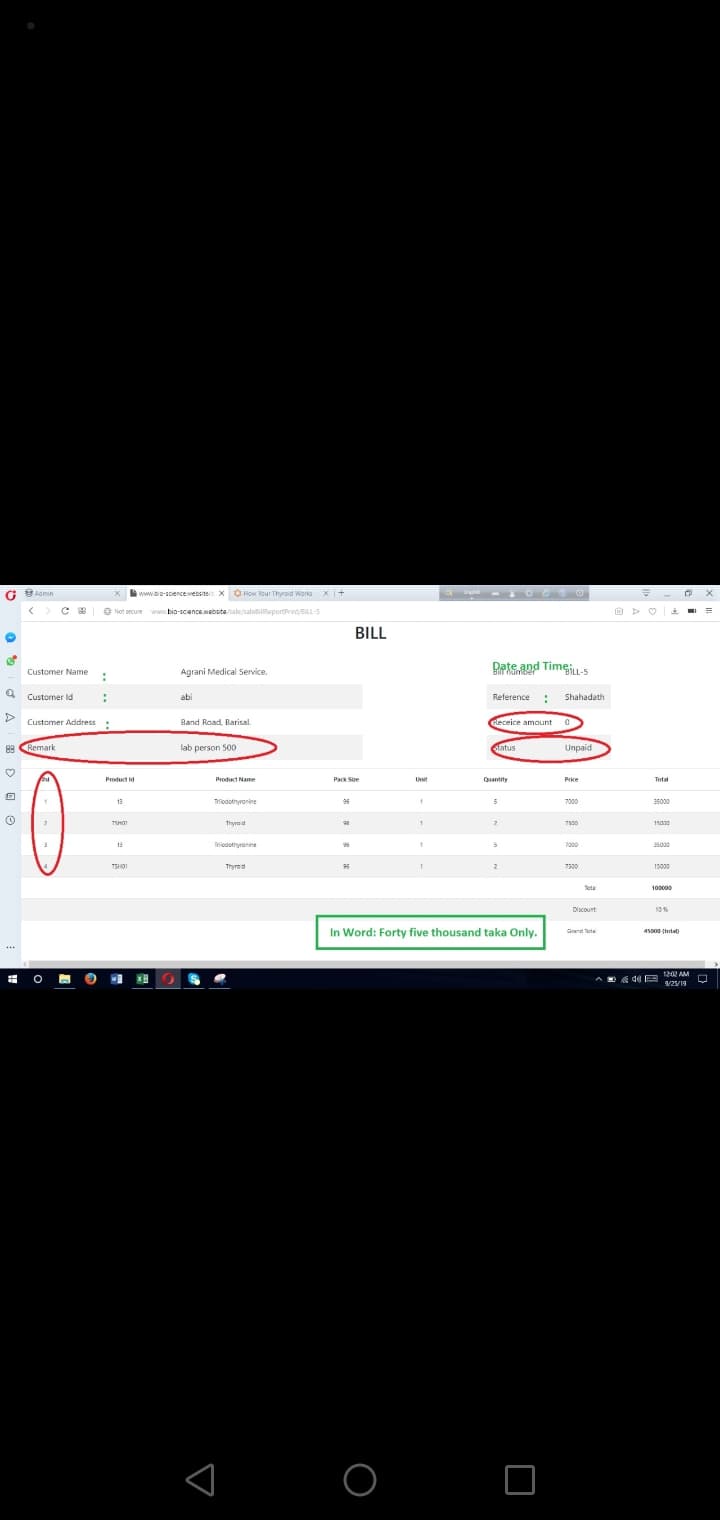 Admin www.bio-science.website/s How Your Thyroid Works
Not secure www.bio-science.website/sale/saleBillReportPrint/BILL-5
BILL
Date and Time:
Customer Name : Agrani Medical Service. Bill number BILL-5
Customer Id : abi Reference : Shahadath
Customer Address : Band Road, Barisal. Receice amount 0
Remark lab person 500 Status Unpaid
Product Id Product Name Pack Size Unit Quantity Price Total
1 t3 Triiodothyronine 96 1 5 7000 35000
2 TSH01 Thyroid 96 1 2 7500 15000
3 t3 Triiodothyronine 96 1 5 7000 35000
4 TSH01 Thyroid 96 1 2 7500 15000
Total 100000
Discount 10 %
In Word: Forty five thousand taka Only. Grand Total 45000 (total)
12:02 AM
9/25/19